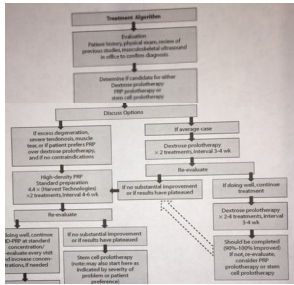 Treatment Algorithm
Evaluation
Patient history, physical exam, review of
previous studies, musculoskeletal ultrasound
in office to confirm diagnosis
Determine if candidate for either
Dextrose prolotherapy
PRP prolotherapy or
stem cell prolotherapy
Discuss Options
If excess degeneration,
severe tendinosis, muscle
tear, or if patient prefers PRP
over dextrose prolotherapy,
and if no contraindications
High-density PRP
Standard preparation
4.4 × (Harvest Technologies)
×2 treatments, interval 4-6 wk
Re-evaluate
doing well, continue
D-PRP at standard
concentration/
re-evaluate every visit
and increase concen-
trations, if needed
If no substantial improvement
or if results have plateaued
Stem cell prolotherapy
(note: may also start here as
indicated by severity of
problem or patient
preference)
If average case
Dextrose prolotherapy
× 2 treatments, interval 3-4 wk
Re-evaluate
If no substantial improvement
or if results have plateaued
If doing well, continue
treatment
Dextrose prolotherapy
× 2-4 treatments, interval
3-4 wk
Should be completed
(90%-100% improved)
If not, re-evaluate,
consider PRP
prolotherapy or stem
cell prolotherapy